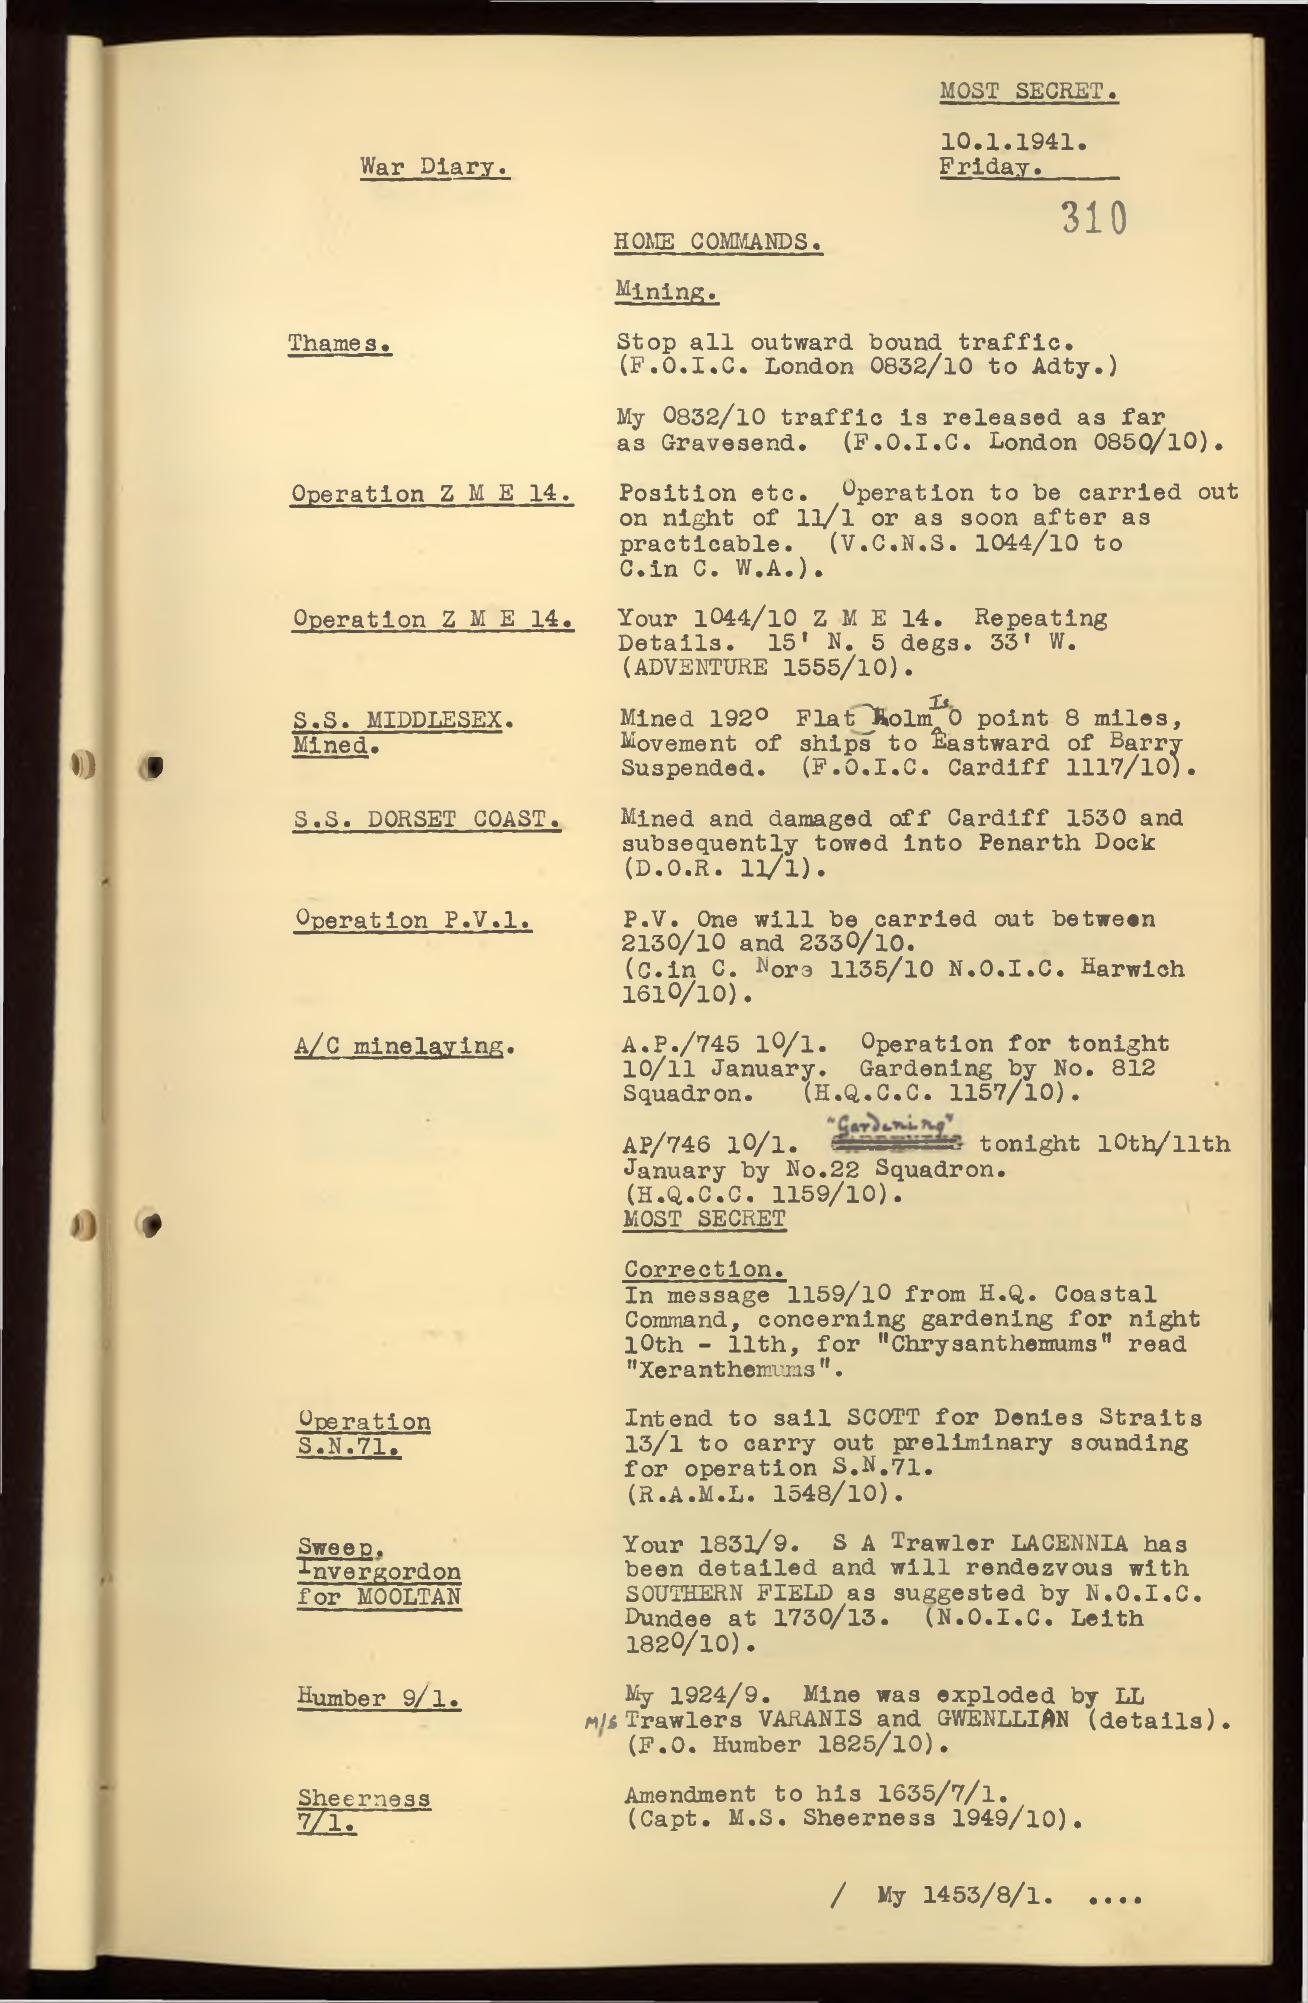 MOST SECRET.
10.1.1941.
Friday.
War Diary.
310
HOME COMMANDS.
Mining.
Thames.
Stop all outward bound traffic.
(F.O.I.C. London 0832/10 to Adty.)
My 0832/10 traffic is released as far
as Gravesend. (F.O.I.C. London 0850/10).
Operation Z M E 14.
Position etc. Operation to be carried out
on night of 11/1 or as soon after as
practicable. (V.C.N.S. 1044/10 to
C.in C. W.A.).
Operation Z M E 14.
Your 1044/10 Z M E 14. Repeating
Details. 15' N. 5 degs. 33' W.
(ADVENTURE 1555/10).
S.S. MIDDLESEX.
Mined.
Mined 192° Flat Holm Is 0 point 8 miles,
Movement of ships to Eastward of Barry
Suspended. (F.O.I.C. Cardiff 1117/10).
S.S. DORSET COAST.
Mined and damaged off Cardiff 1530 and
subsequently towed into Penarth Dock
(D.O.R. 11/1).
Operation P.V.1.
P.V. One will be carried out between
2130/10 and 2330/10.
(C.in C. Nore 1135/10 N.O.I.C. Harwich
1610/10).
A/C minelaying.
A.P./745 10/1. Operation for tonight
10/11 January. Gardening by No. 812
Squadron. (H.Q.C.C. 1157/10).
AP/746 10/1. "Gardening" tonight 10th/11th
January by No.22 Squadron.
(H.Q.C.C. 1159/10).
MOST SECRET
Correction.
In message 1159/10 from H.Q. Coastal
Command, concerning gardening for night
10th - 11th, for "Chrysanthemums" read
"Xeranthemums".
Operation
S.N.71.
Intend to sail SCOTT for Denies Straits
13/1 to carry out preliminary sounding
for operation S.N.71.
(R.A.M.L. 1548/10).
Sweep.
Invergordon
for MOOLTAN
Your 1831/9. S A Trawler LACENNIA has
been detailed and will rendezvous with
SOUTHERN FIELD as suggested by N.O.I.C.
Dundee at 1730/13. (N.O.I.C. Leith
1820/10).
Humber 9/1.
My 1924/9. Mine was exploded by LL
M/S Trawlers VARANIS and GWENLLIAN (details).
(F.O. Humber 1825/10).
Sheerness
7/1.
Amendment to his 1635/7/1.
(Capt. M.S. Sheerness 1949/10).
/ My 1453/8/1. ....